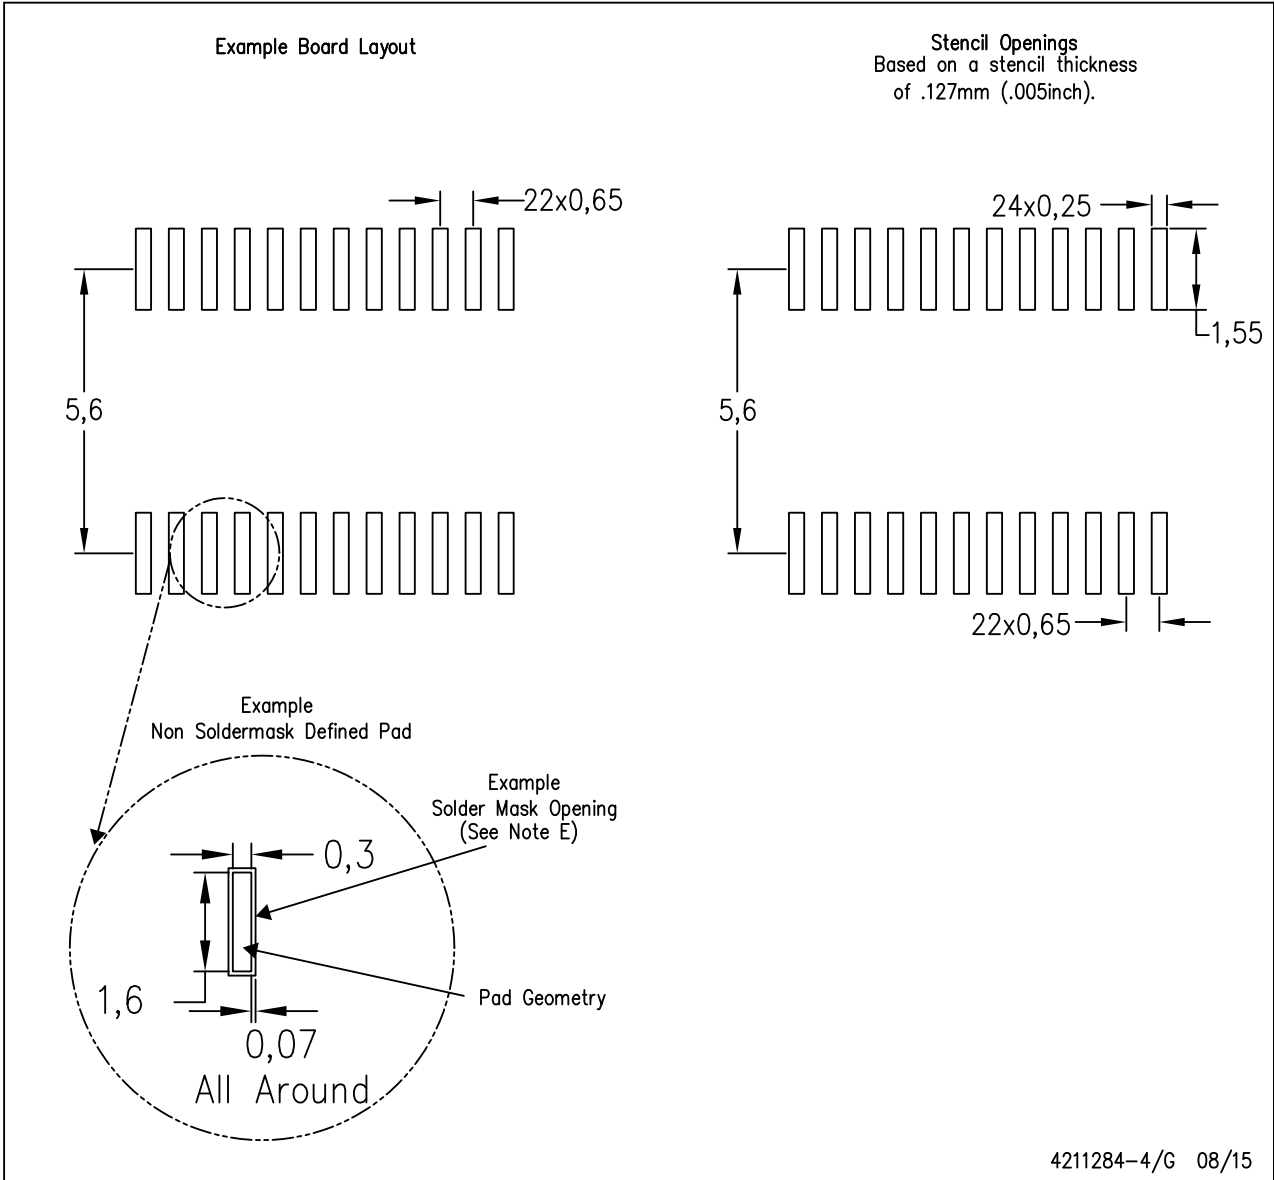 Example Board Layout
Stencil Openings
Based on a stencil thickness
of .127mm (.005inch).
22x0,65
24x0,25
1,55
5,6
5,6
22x0,65
Example
Non Soldermask Defined Pad
Example
Solder Mask Opening
(See Note E)
0,3
1,6
Pad Geometry
0,07
All Around
4211284-4/G 08/15